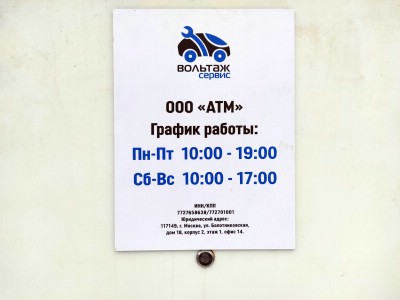 ВОЛЬТАЖ
сервис
ООО «АТМ»
График работы:
Пн-Пт 10:00 - 19:00
Сб-Вс 10:00 - 17:00
ИНН/КПП
7727658638/772701001
Юридический адрес:
117149, г. Москва, ул. Болотниковская,
дом 18, корпус 2, этаж 1, офис 14.